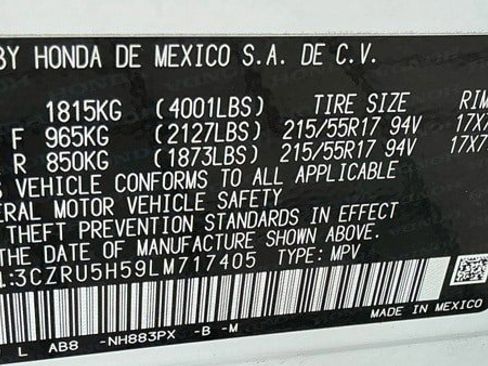 BY HONDA DE MEXICO S.A. DE C.V.
1815KG (4001LBS) TIRE SIZE RIM
F 965KG (2127LBS) 215/55R17 94V 17X7
R 850KG (1873LBS) 215/55R17 94V 17X7
S VEHICLE CONFORMS TO ALL APPLICABLE
ERAL MOTOR VEHICLE SAFETY
THEFT PREVENTION STANDARDS IN EFFECT
THE DATE OF MANUFACTURE SHOWN ABOVE.
:3CZRU5H59LM717405 TYPE: MPV
L AB8 -NH883PX -B -M
MADE IN MEXICO